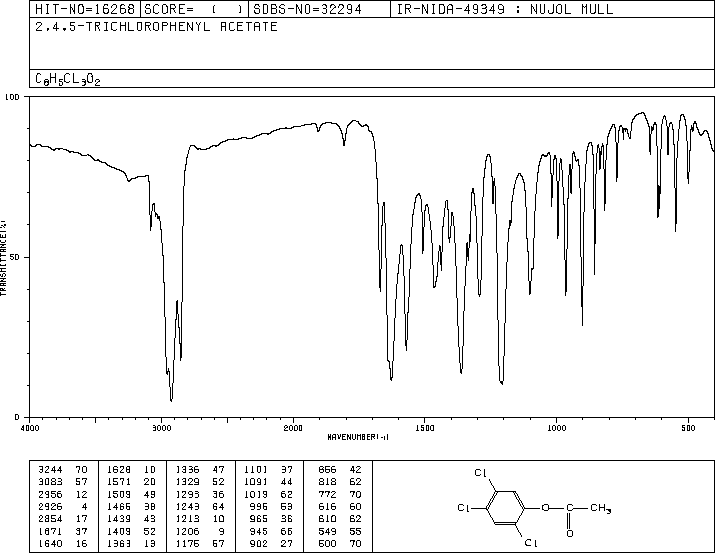 HIT-NO=16268 SCORE= ( ) SDBS-NO=32294 IR-NIDA-49349 : NUJOL MULL
2.4.5-TRICHLOROPHENYL ACETATE
C8H5CL3O2
100
50
0
TRANSMITTANCE(%)
4000 3000 2000 1500 1000 500
WAVENUMBER(-1)
3244 70 1628 10 1336 47 1101 37 856 42
3083 57 1571 20 1329 52 1091 44 818 62
2956 12 1509 49 1293 36 1019 62 772 70
2926 4 1466 38 1243 64 996 53 616 60
2854 17 1439 43 1213 10 965 36 610 62
1671 37 1409 52 1206 9 945 66 549 55
1640 16 1363 13 1176 57 902 27 500 70
Cl
Cl O C CH3
Cl O